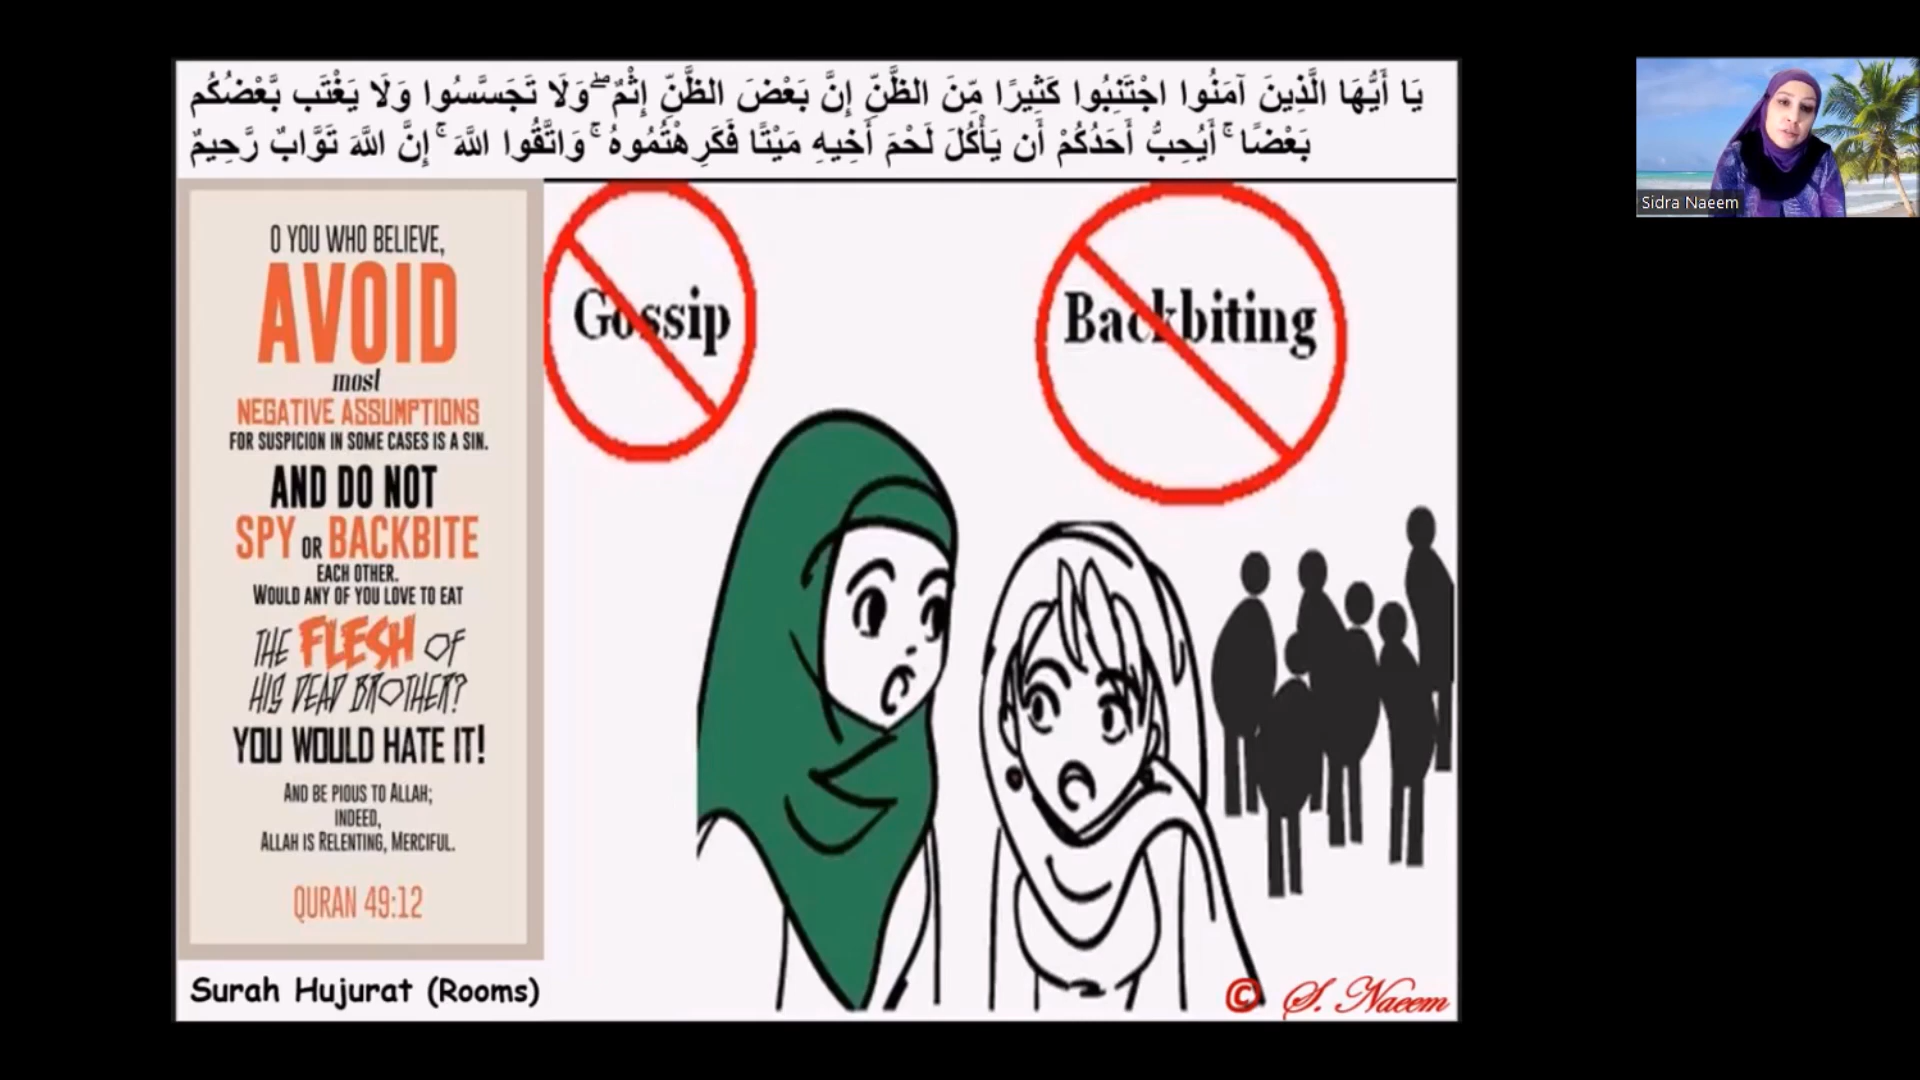 يَا أَيُّهَا الَّذِينَ آمَنُوا اجْتَنِبُوا كَثِيرًا مِّنَ الظَّنِّ إِنَّ بَعْضَ الظَّنِّ إِثْمٌ ۖ وَلَا تَجَسَّسُوا وَلَا يَغْتَب بَّعْضُكُم
بَعْضًا ۚ أَيُحِبُّ أَحَدُكُمْ أَن يَأْكُلَ لَحْمَ أَخِيهِ مَيْتًا فَكَرِهْتُمُوهُ ۚ وَاتَّقُوا اللَّهَ ۚ إِنَّ اللَّهَ تَوَّابٌ رَّحِيمٌ
O YOU WHO BELIEVE,
AVOID
most
NEGATIVE ASSUMPTIONS
FOR SUSPICION IN SOME CASES IS A SIN.
AND DO NOT
SPY OR BACKBITE
EACH OTHER.
WOULD ANY OF YOU LOVE TO EAT
THE FLESH OF
HIS DEAD BROTHER?
YOU WOULD HATE IT!
AND BE PIOUS TO ALLAH;
INDEED,
ALLAH IS RELENTING, MERCIFUL.
QURAN 49:12
Surah Hujurat (Rooms)
Gossip
Backbiting
© S. Naeem
Sidra Naeem